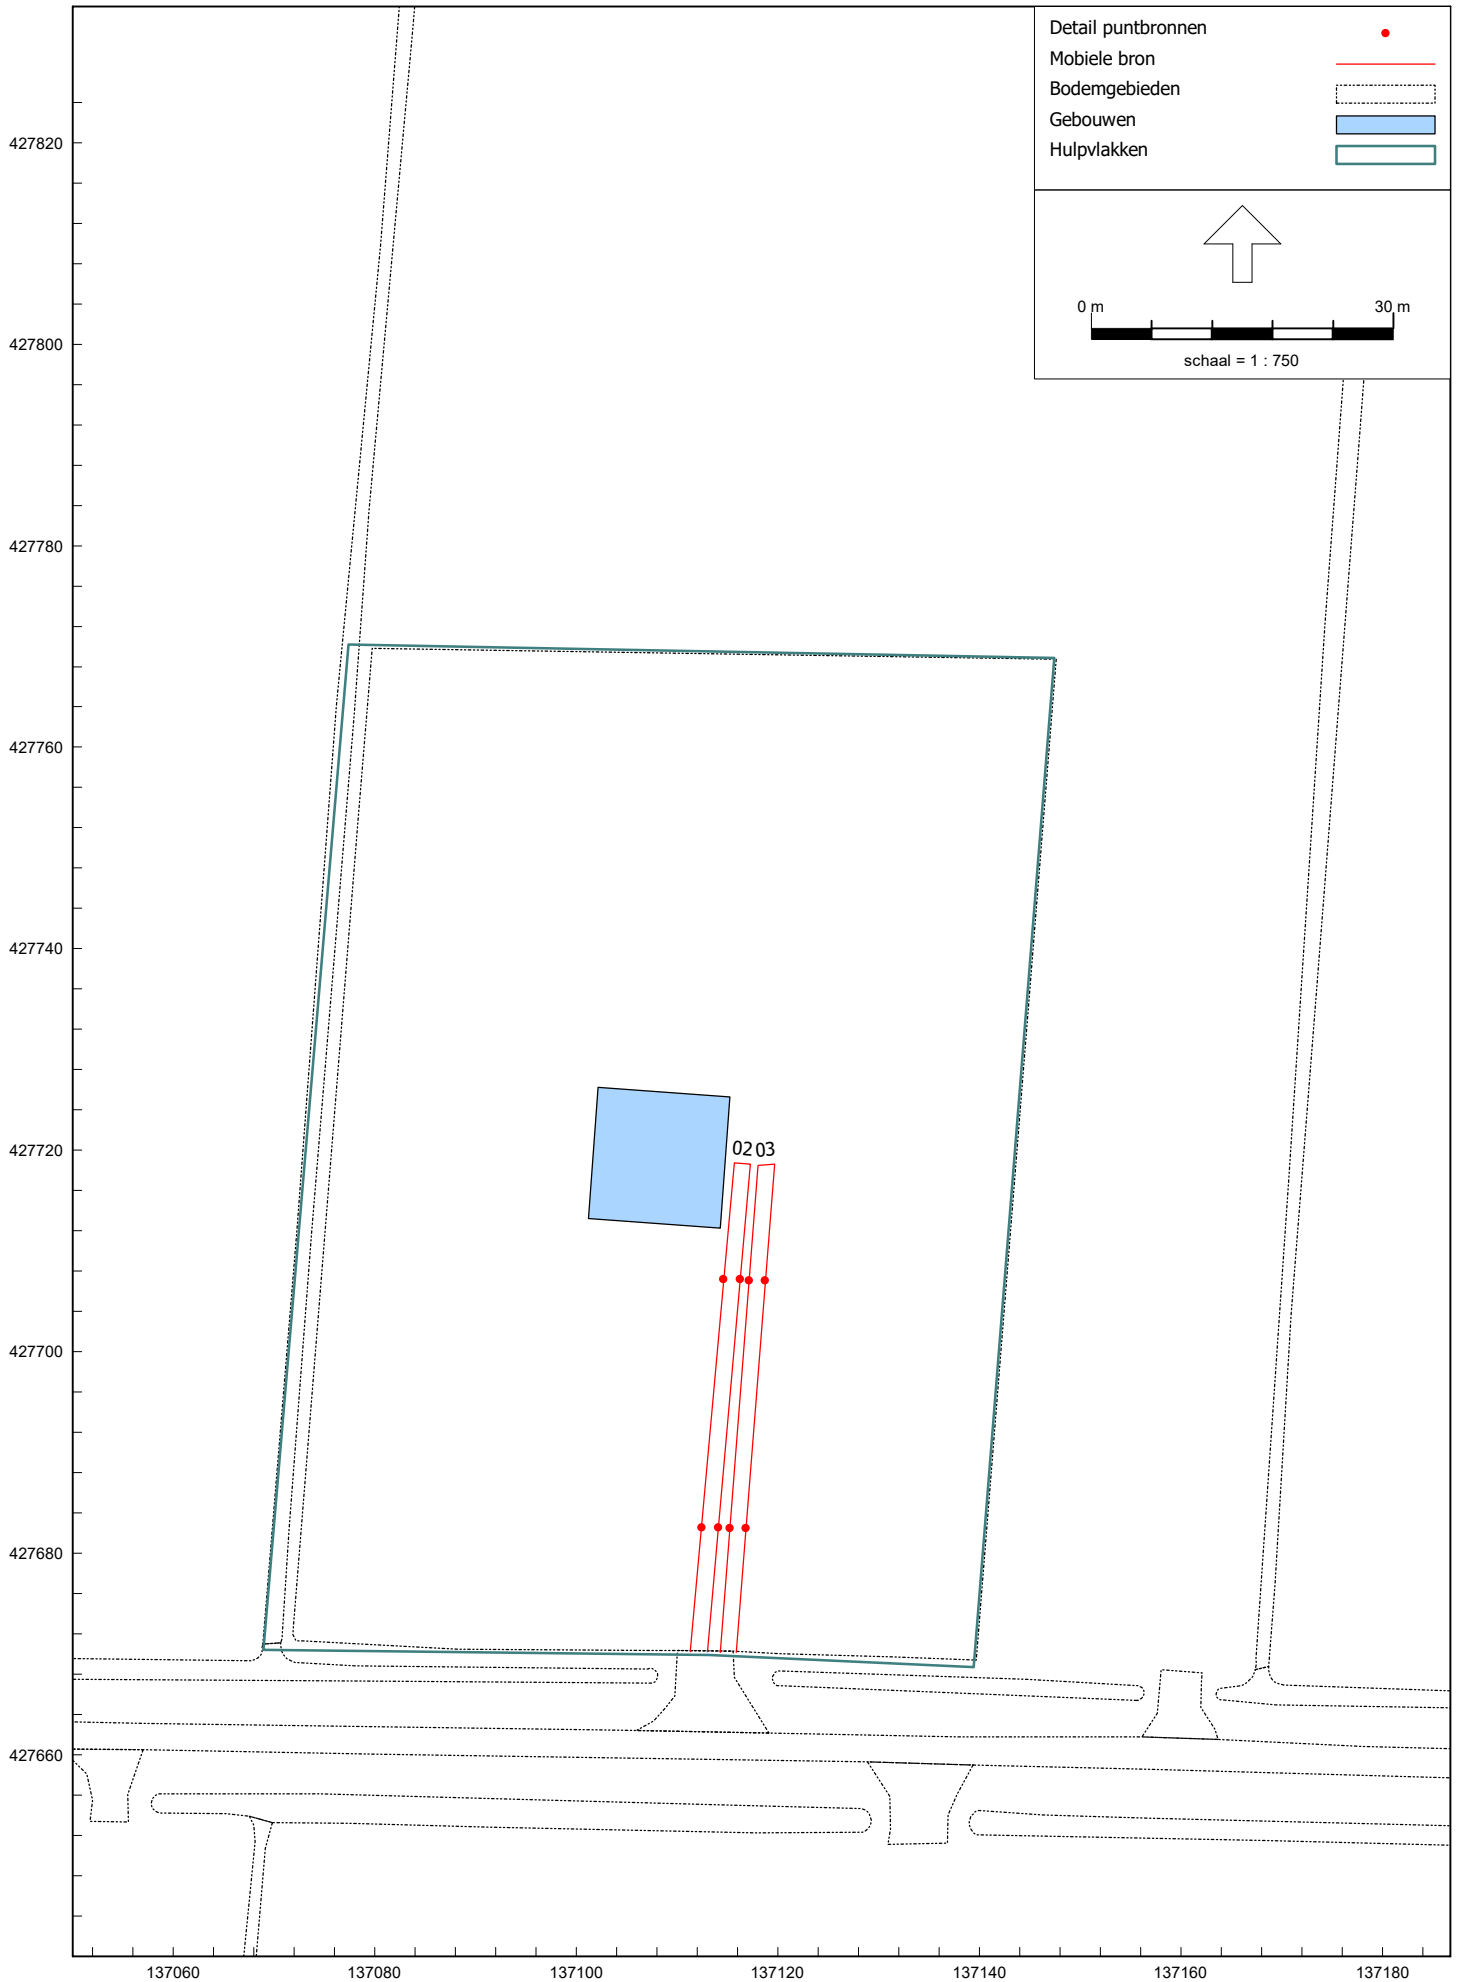 Detail puntbronnen
Mobiele bron
Bodemgebieden
Gebouwen
Hulpvlakken
0 m 30 m
schaal = 1 : 750
427820
427800
427780
427760
427740
427720
427700
427680
427660
02 03
137060 137080 137100 137120 137140 137160 137180